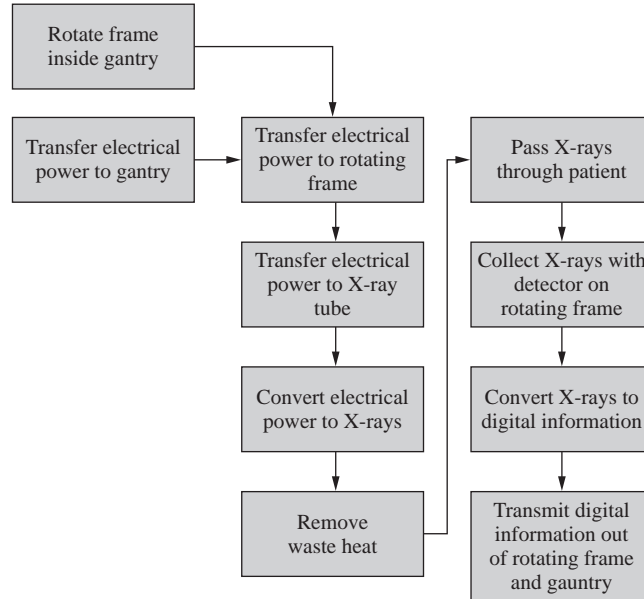 Rotate frame
inside gantry
Transfer electrical
power to gantry
Transfer electrical
power to rotating
frame
Transfer electrical
power to X-ray
tube
Convert electrical
power to X-rays
Remove
waste heat
Pass X-rays
through patient
Collect X-rays with
detector on
rotating frame
Convert X-rays to
digital information
Transmit digital
information out
of rotating frame
and gauntry